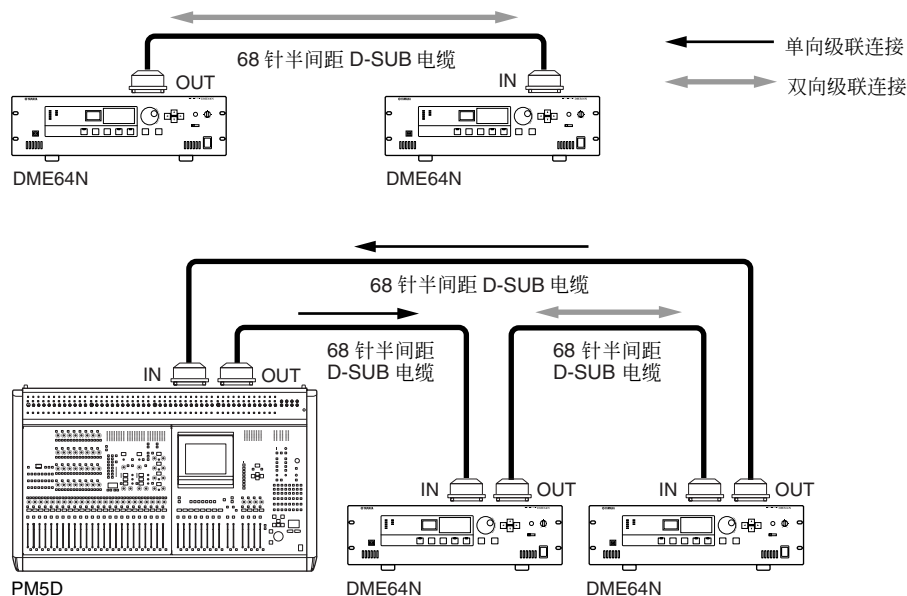 68 针半间距 D-SUB 电缆
OUT
IN
单向级联连接
双向级联连接
DME64N
DME64N
68 针半间距 D-SUB 电缆
68 针半间距
D-SUB 电缆
68 针半间距
D-SUB 电缆
IN
OUT
IN
OUT
IN
OUT
PM5D
DME64N
DME64N